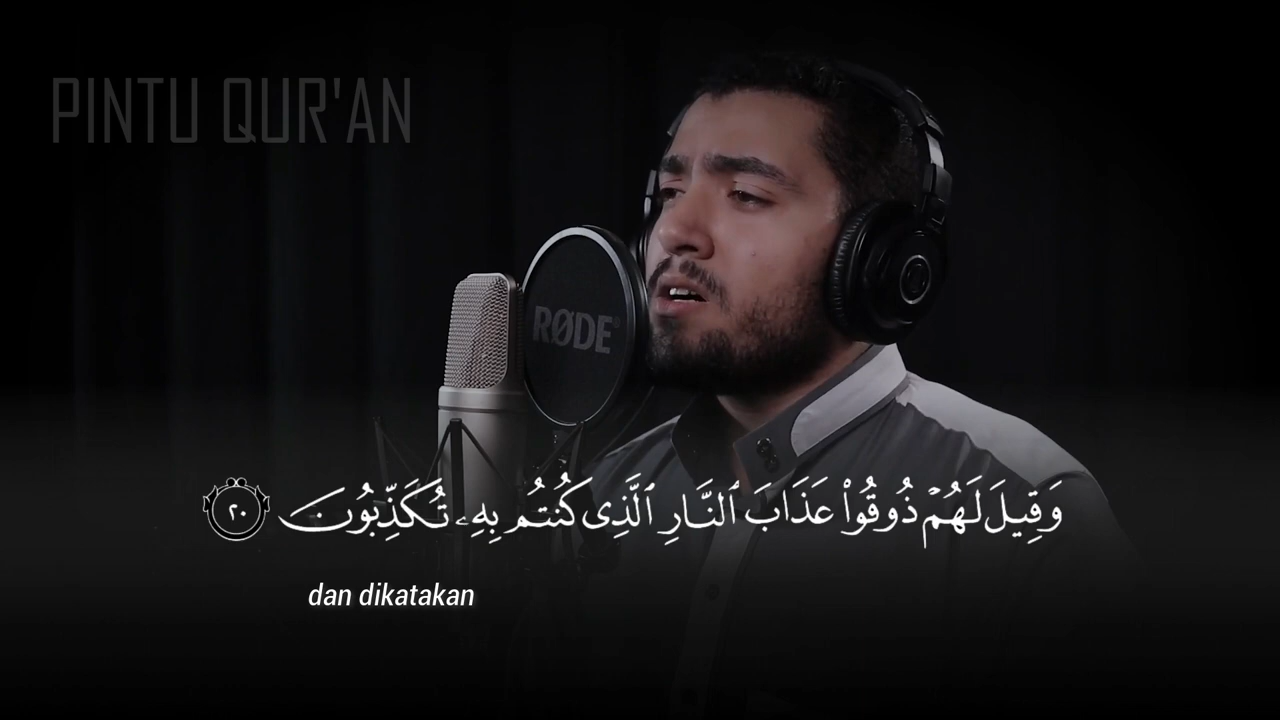 PINTU QUR'AN
RØDE®
وَقِيلَ لَهُمْ ذُوقُوا۟ عَذَابَ ٱلنَّارِ ٱلَّذِى كُنتُم بِهِۦ تُكَذِّبُونَ ٢٠
dan dikatakan